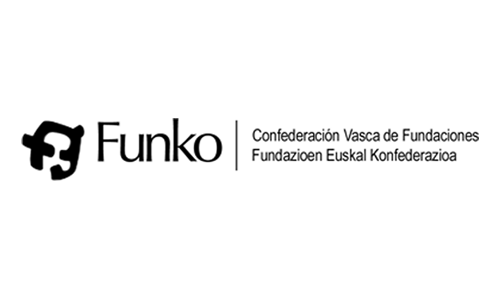 Funko
Confederación Vasca de Fundaciones
Fundazioen Euskal Konfederazioa